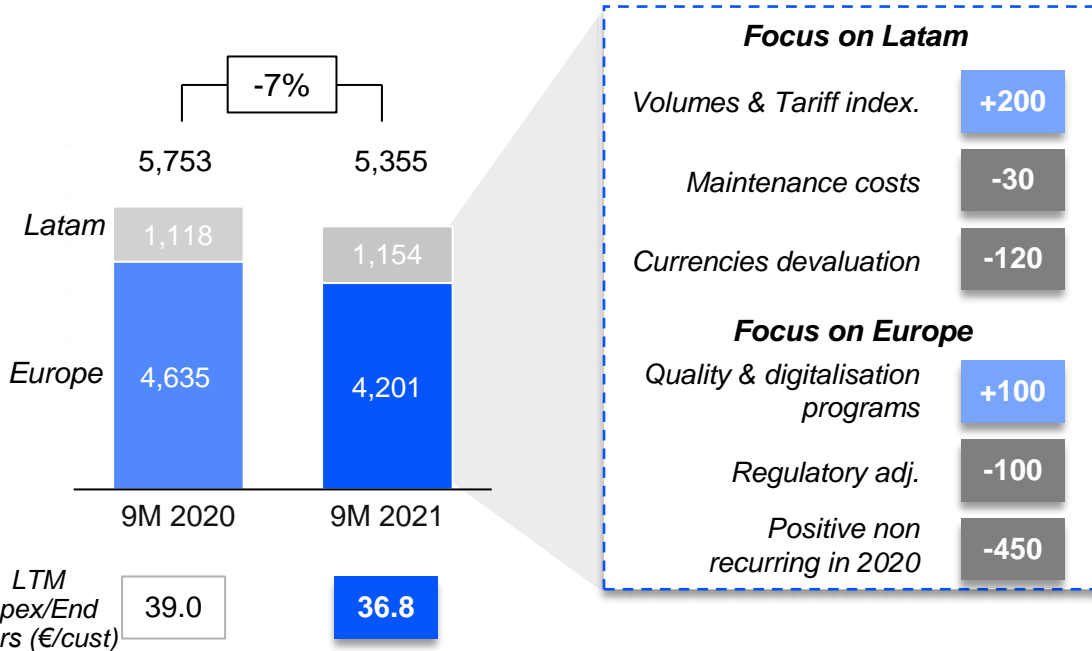 -7%
5,753
5,355
Latam
1,118
1,154
Europe
4,635
4,201
9M 2020
9M 2021
LTM
/End
(€/cust)
39.0
36.8
Focus on Latam
Volumes & Tariff index.
+200
Maintenance costs
-30
Currencies devaluation
-120
Focus on Europe
Quality & digitalisation
programs
+100
Regulatory adj.
-100
Positive non
recurring in 2020
-450